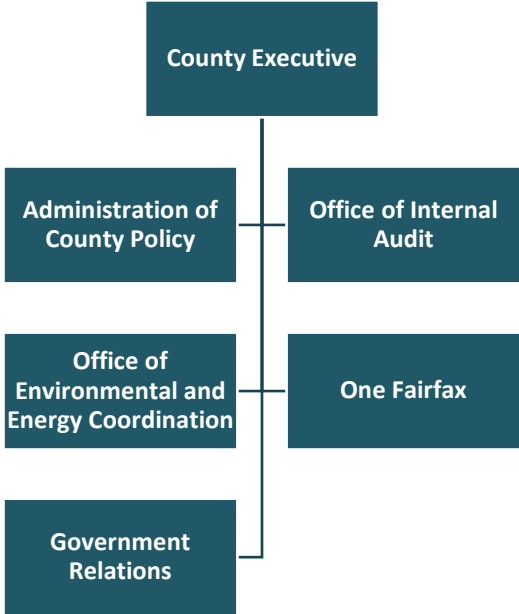 County Executive
Administration of
County Policy
Office of Internal
Audit
Office of
Environmental and
Energy Coordination
One Fairfax
Government
Relations